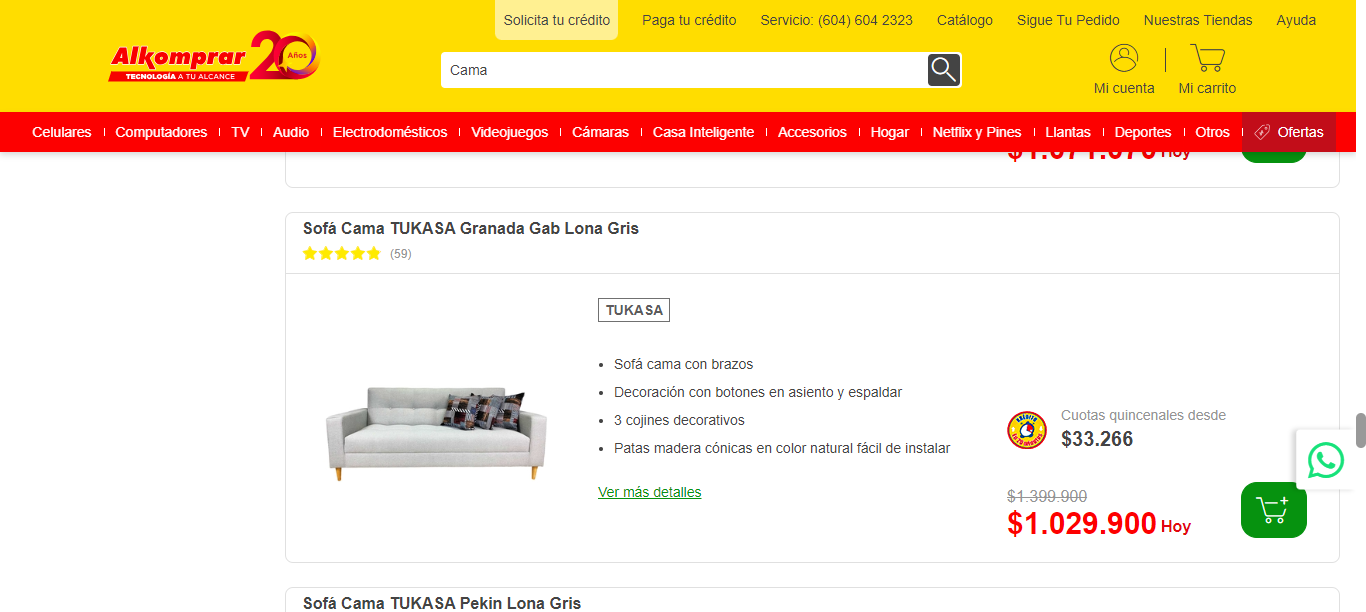 Solicita tu crédito Paga tu crédito Servicio: (604) 604 2323 Catálogo Sigue Tu Pedido Nuestras Tiendas Ayuda
Alkomprar 20 Años
TECNOLOGÍA A TU ALCANCE
Cama
Mi cuenta Mi carrito
Celulares Computadores TV Audio Electrodomésticos Videojuegos Cámaras Casa Inteligente Accesorios Hogar Netflix y Pines Llantas Deportes Otros Ofertas
Hoy
Sofá Cama TUKASA Granada Gab Lona Gris
(59)
TUKASA
Sofá cama con brazos
Decoración con botones en asiento y espaldar
3 cojines decorativos
Patas madera cónicas en color natural fácil de instalar
Ver más detalles
Cuotas quincenales desde
$33.266
$1.399.900
$1.029.900 Hoy
Sofá Cama TUKASA Pekin Lona Gris